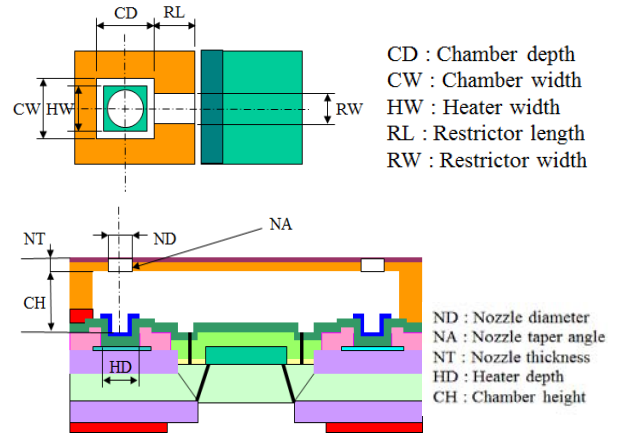 CD RL
CW HW RW
CD : Chamber depth
CW : Chamber width
HW : Heater width
RL : Restrictor length
RW : Restrictor width
NT ND NA
CH
HD
ND : Nozzle diameter
NA : Nozzle taper angle
NT : Nozzle thickness
HD : Heater depth
CH : Chamber height